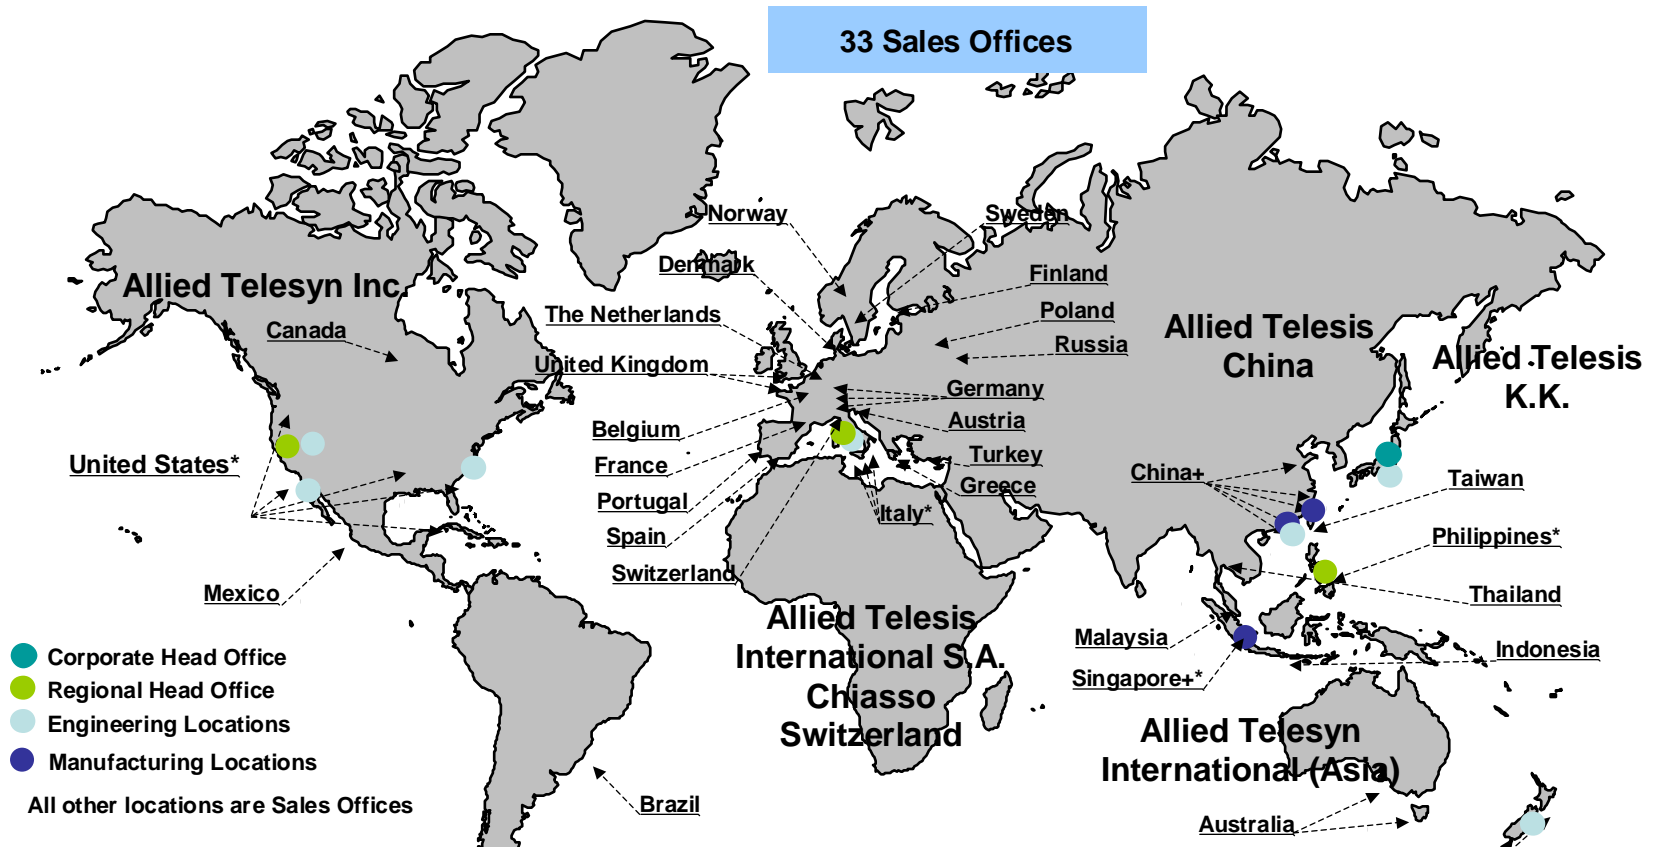 33 Sales Offices
Norway
Sweden
Denmark
Finland
Allied Telesyn Inc.
The Netherlands
Poland
Canada
Russia
Allied Telesis
China
Allied Telesis
K.K.
United Kingdom
Germany
Belgium
Austria
United States*
France
Turkey
China+
Taiwan
Portugal
Greece
Italy*
Spain
Philippines*
Switzerland
Mexico
Thailand
Allied Telesis
International S.A.
Chiasso
Switzerland
Malaysia
Indonesia
Singapore+*
Corporate Head Office
Regional Head Office
Engineering Locations
Manufacturing Locations
All other locations are Sales Offices
Allied Telesyn
International (Asia)
Brazil
Australia